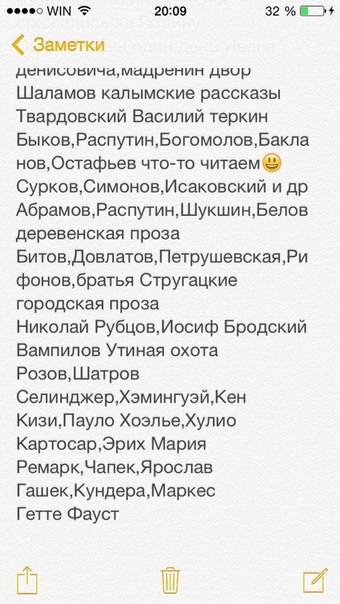 WIN 20:09 32 %
Заметки
денисовича,мадренин двор
Шаламов калымские рассказы
Твардовский Василий теркин
Быков,Распутин,Богомолов,Бакла
нов,Остафьев что-то читаем😃
Сурков,Симонов,Исаковский и др
Абрамов,Распутин,Шукшин,Белов
деревенская проза
Битов,Довлатов,Петрушевская,Ри
фонов,братья Стругацкие
городская проза
Николай Рубцов,Иосиф Бродский
Вампилов Утиная охота
Розов,Шатров
Селинджер,Хэмингуэй,Кен
Кизи,Пауло Хоэлье,Хулио
Картосар,Эрих Мария
Ремарк,Чапек,Ярослав
Гашек,Кундера,Маркес
Гетте Фауст